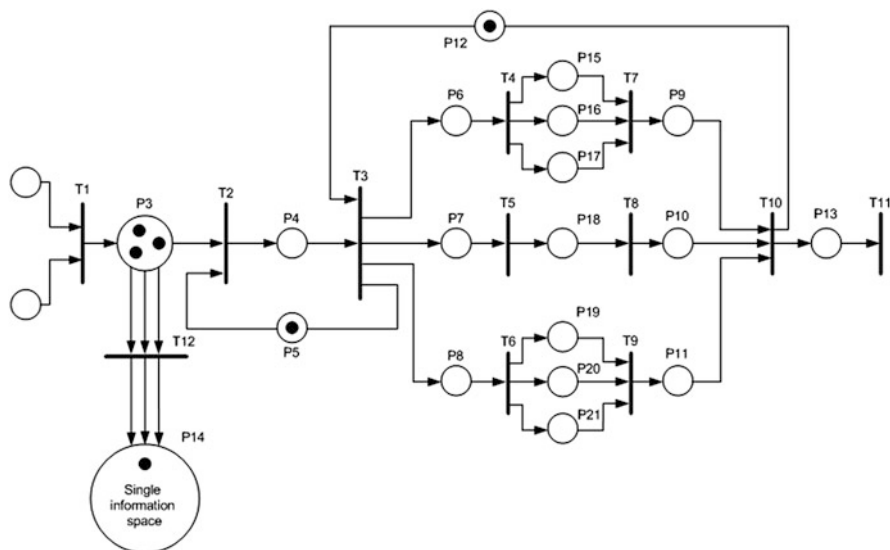 P12
P15
T4
T7
P6
P16
P9
P17
T1
T3
P3
T2
T5
T8
T10
T11
P4
P7
P18
P10
P13
T12
P5
P19
T6
T9
P8
P20
P11
P21
P14
Single
information
space